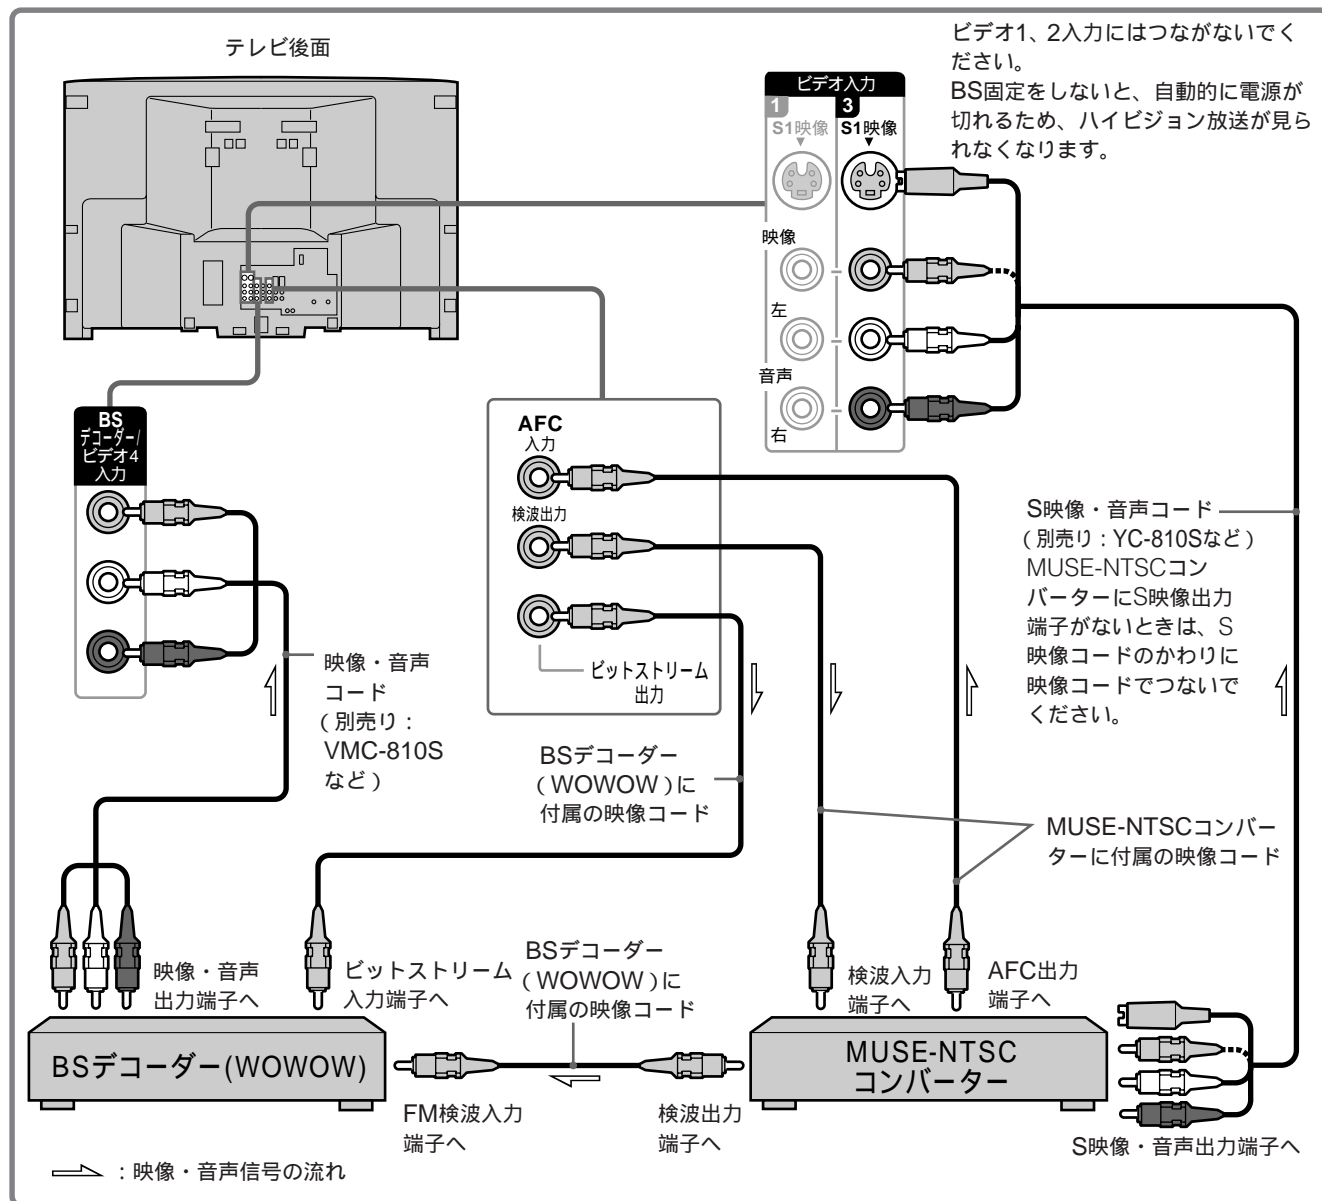 テレビ後面
ビデオ1、2入力にはつながないでく
ださい。
BS固定をしないと、自動的に電源が
切れるため、ハイビジョン放送が見ら
れなくなります。
ビデオ入力
1
3
S1映像
S1映像
映像
左
音声
右
BS
デコーダー/
ビデオ4
入力
AFC
入力
検波出力
ビットストリーム
出力
S映像・音声コード
(別売り:YC-810Sなど)
MUSE-NTSCコン
バーターにS映像出力
端子がないときは、S
映像コードのかわりに
映像コードでつないで
ください。
映像・音声
コード
(別売り:
VMC-810S
など)
BSデコーダー
(WOWOW)に
付属の映像コード
MUSE-NTSCコンバー
ターに付属の映像コード
映像・音声
出力端子へ
ビットストリーム
入力端子へ
BSデコーダー
(WOWOW)に
付属の映像コード
検波入力
端子へ
AFC出力
端子へ
BSデコーダー(WOWOW)
MUSE-NTSC
コンバーター
FM検波入力
端子へ
検波出力
端子へ
S映像・音声出力端子へ
:映像・音声信号の流れ